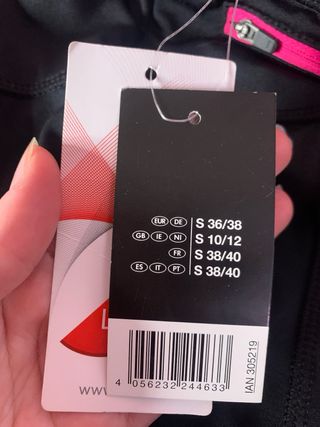 EUR DE S 36/38
GB IE NI S 10/12
FR S 38/40
ES IT PT S 38/40
4 056232 244633
IAN 305219
L
www.